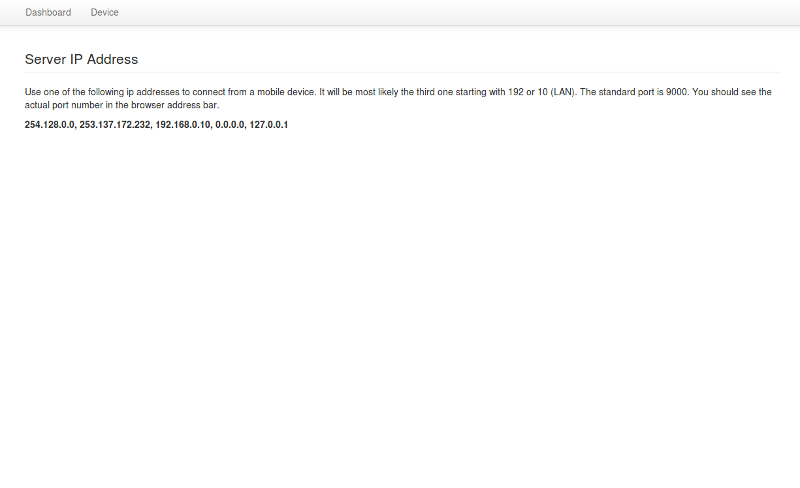 Dashboard Device
Server IP Address
Use one of the following ip addresses to connect from a mobile device. It will be most likely the third one starting with 192 or 10 (LAN). The standard port is 9000. You should see the
actual port number in the browser address bar.
254.128.0.0, 253.137.172.232, 192.168.0.10, 0.0.0.0, 127.0.0.1